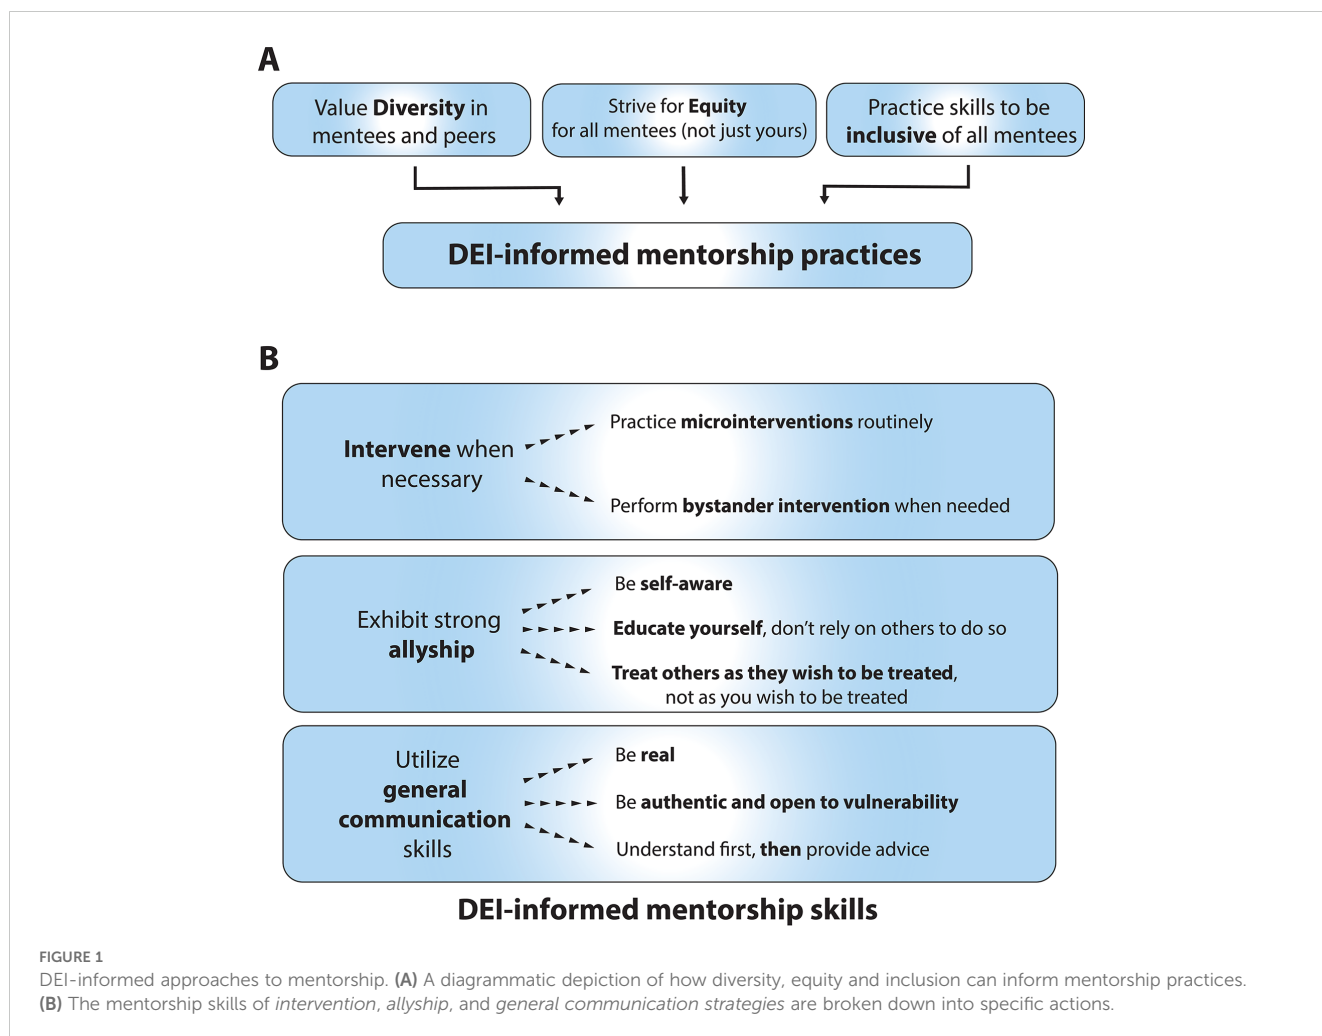 A
Value Diversity in
mentees and peers
Strive for Equity
for all mentees (not just yours)
Practice skills to be
inclusive of all mentees
DEI-informed mentorship practices
B
Intervene when
necessary
Practice microinterventions routinely
Perform bystander intervention when needed
Exhibit strong
allyship
Be self-aware
Educate yourself, don’t rely on others to do so
Treat others as they wish to be treated,
not as you wish to be treated
Utilize
general
communication
skills
Be real
Be authentic and open to vulnerability
Understand first, then provide advice
DEI-informed mentorship skills
FIGURE 1
DEI-informed approaches to mentorship. (A) A diagrammatic depiction of how diversity, equity and inclusion can inform mentorship practices.
(B) The mentorship skills of intervention, allyship, and general communication strategies are broken down into specific actions.